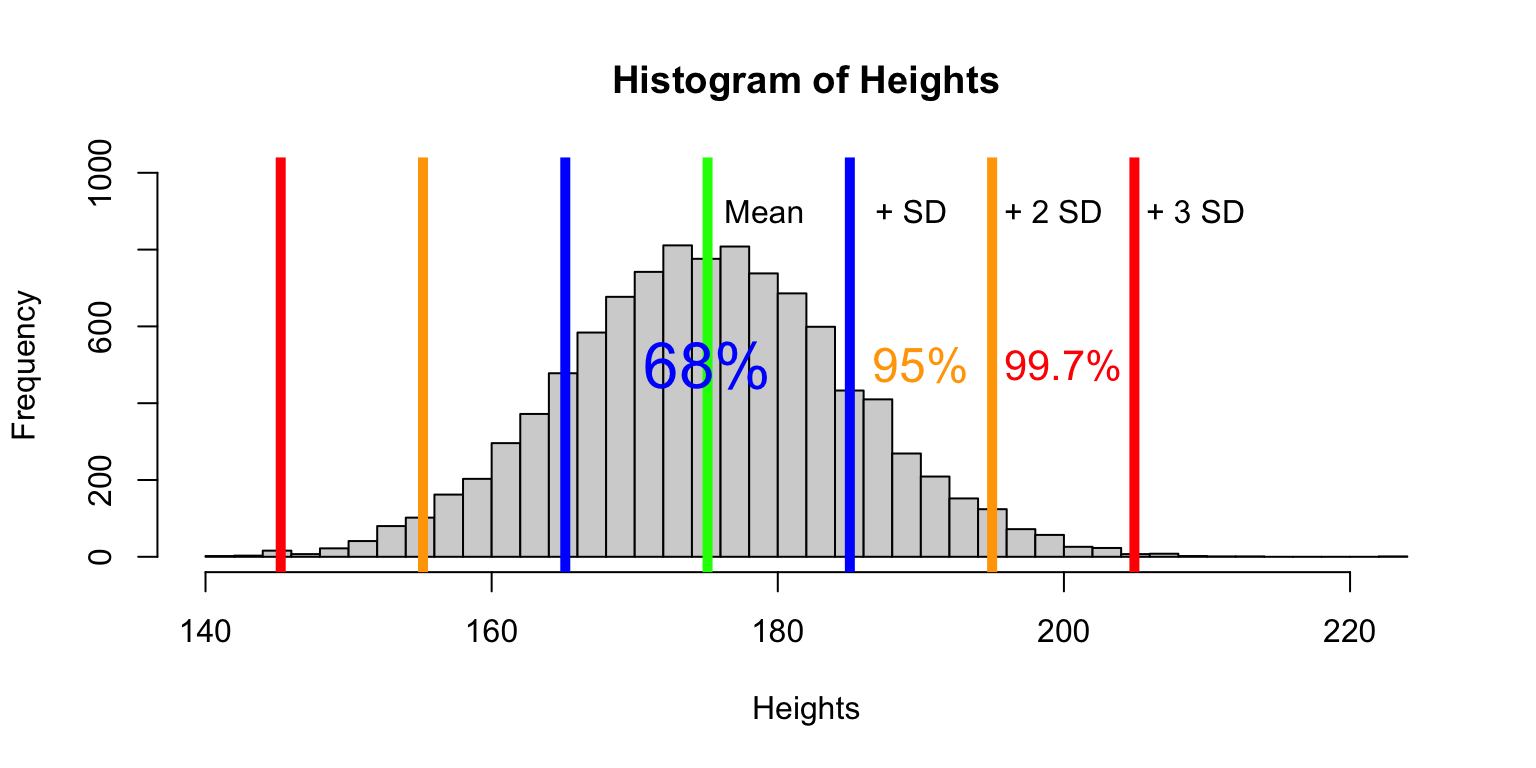 Histogram of Heights
1000
600
200
0
Frequency
Mean
+ SD
+ 2 SD
+ 3 SD
68%
95%
99.7%
140
160
180
200
220
Heights